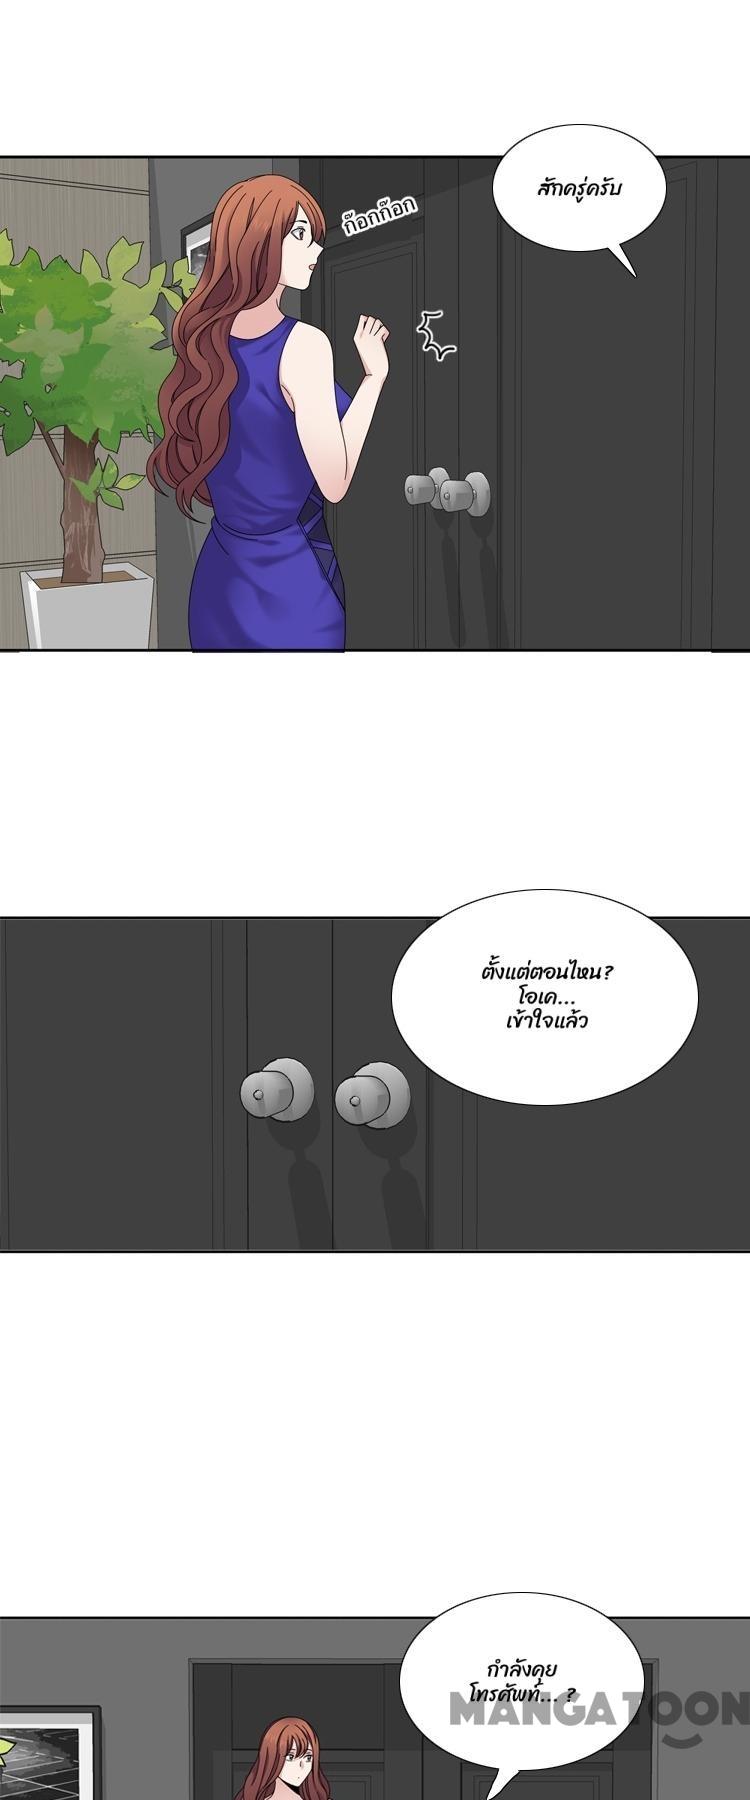 สักครู่ครับ
ก๊อกก๊อก
ตั้งแต่ตอนไหน?
โอเค...
เข้าใจแล้ว
กำลังคุย
โทรศัพท์... ?
MANGATOON